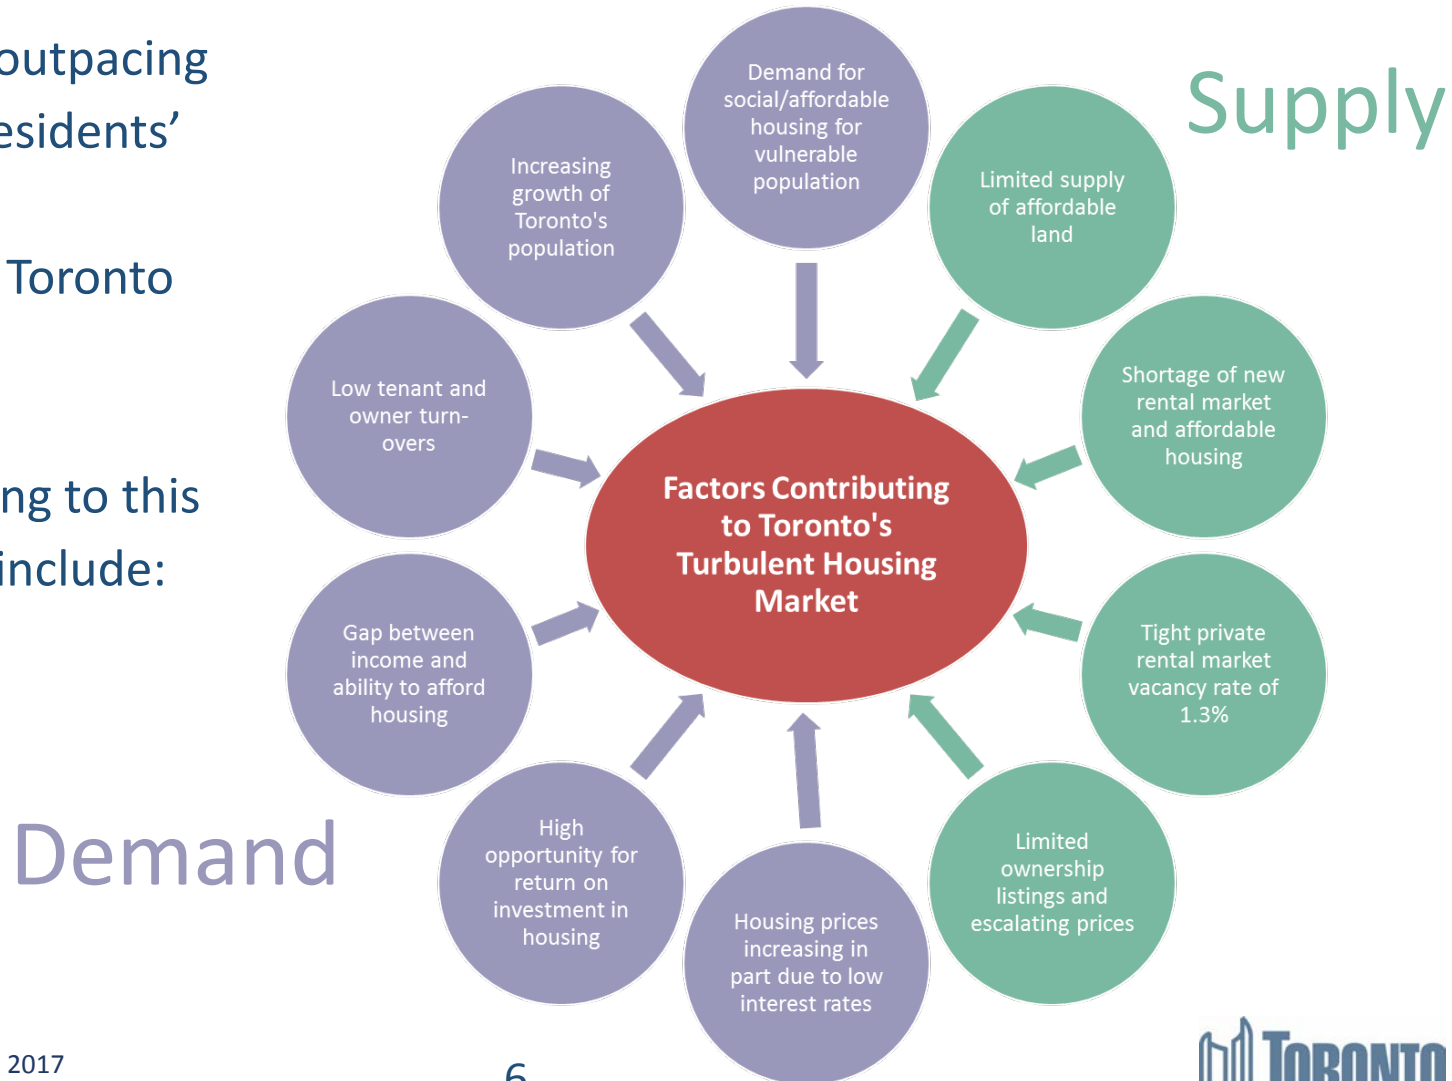 outpacing
esidents’
Toronto
ng to this
include:
Supply
Demand
Demand for
social/affordable
housing for
vulnerable
population
Limited supply
of affordable
land
Shortage of new
rental market
and affordable
housing
Tight private
rental market
vacancy rate of
1.3%
Limited
ownership
listings and
escalating prices
Housing prices
increasing in
part due to low
interest rates
High
opportunity for
return on
investment in
housing
Gap between
income and
ability to afford
housing
Low tenant and
owner turn-
overs
Increasing
growth of
Toronto's
population
Factors Contributing
to Toronto's
Turbulent Housing
Market
2017
6
TORONTO